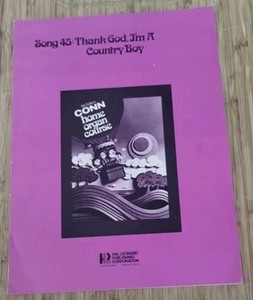 Song 45: Thank God, I'm A
Country Boy
CONN
home
organ
course
HAL LEONARD
PUBLISHING
CORPORATION